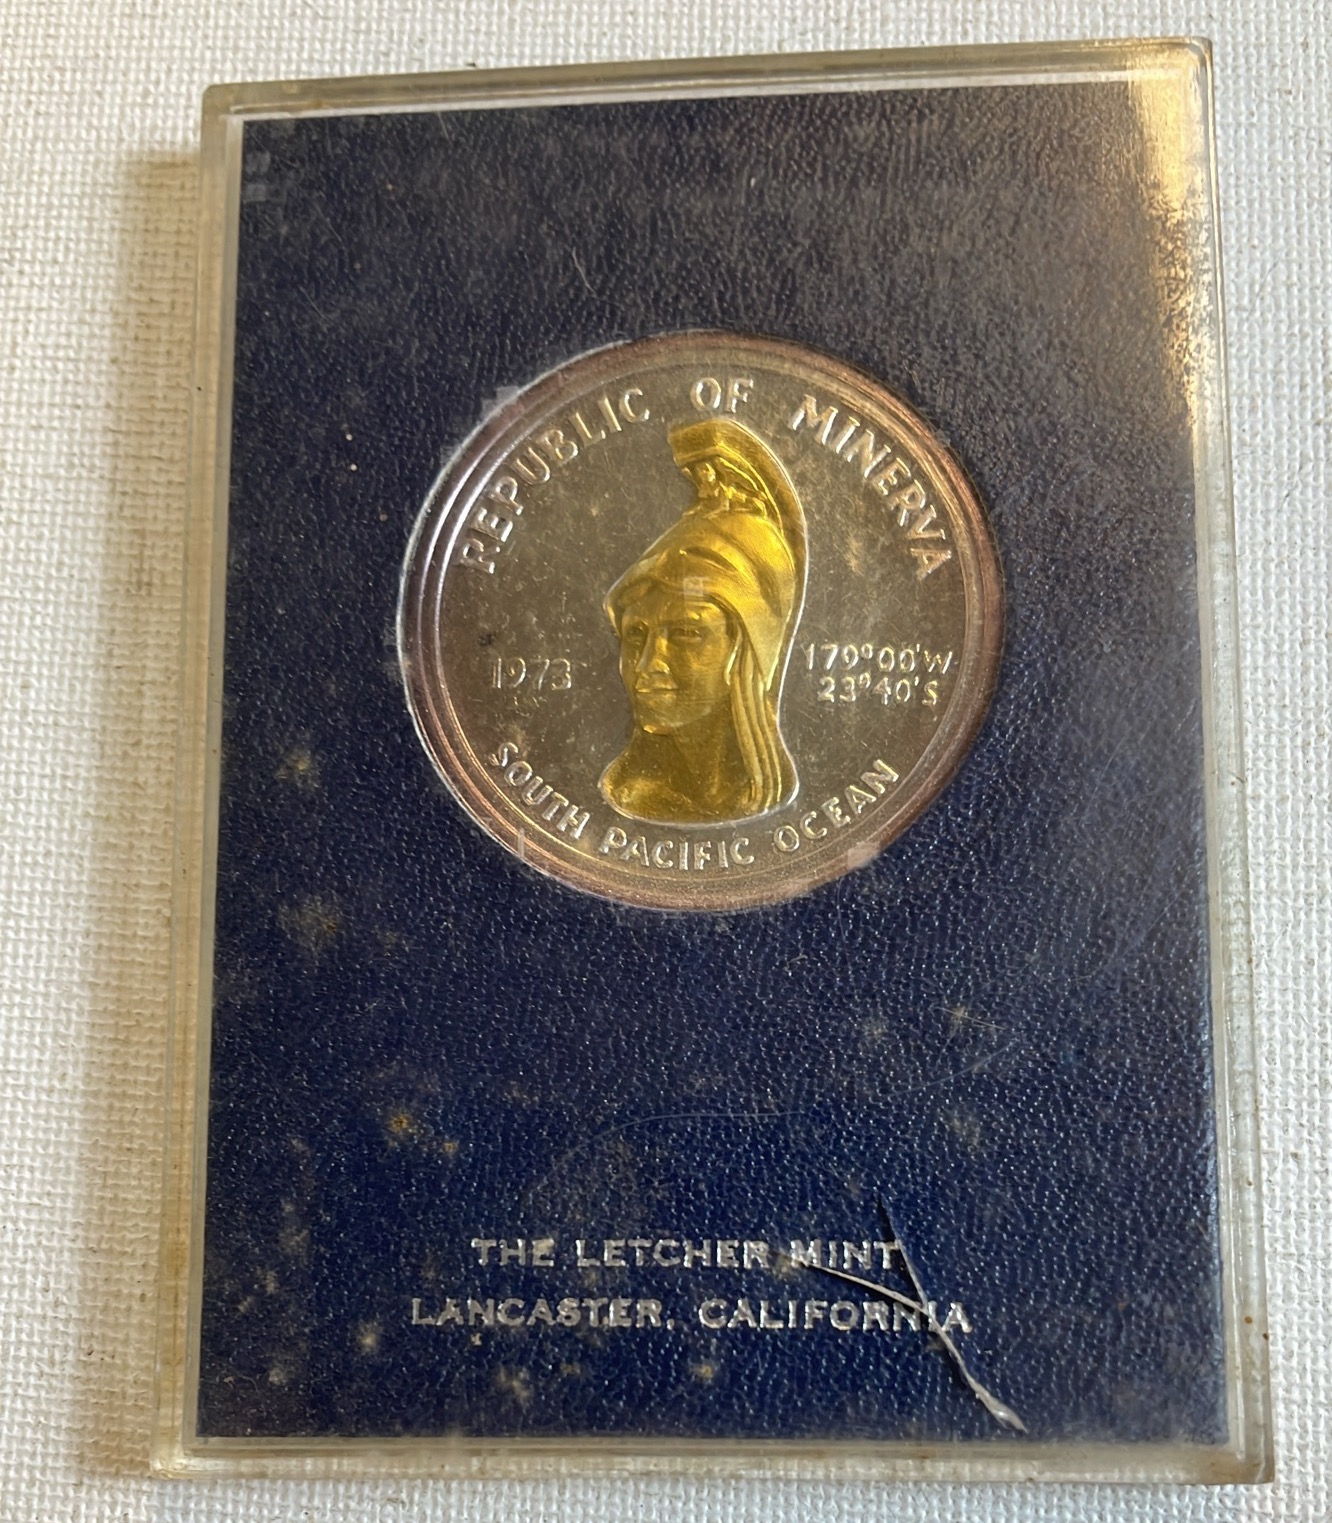 REPUBLIC OF MINERVA
1973
179°00'W
23°40'S
SOUTH PACIFIC OCEAN
THE LETCHER MINT
LANCASTER, CALIFORNIA